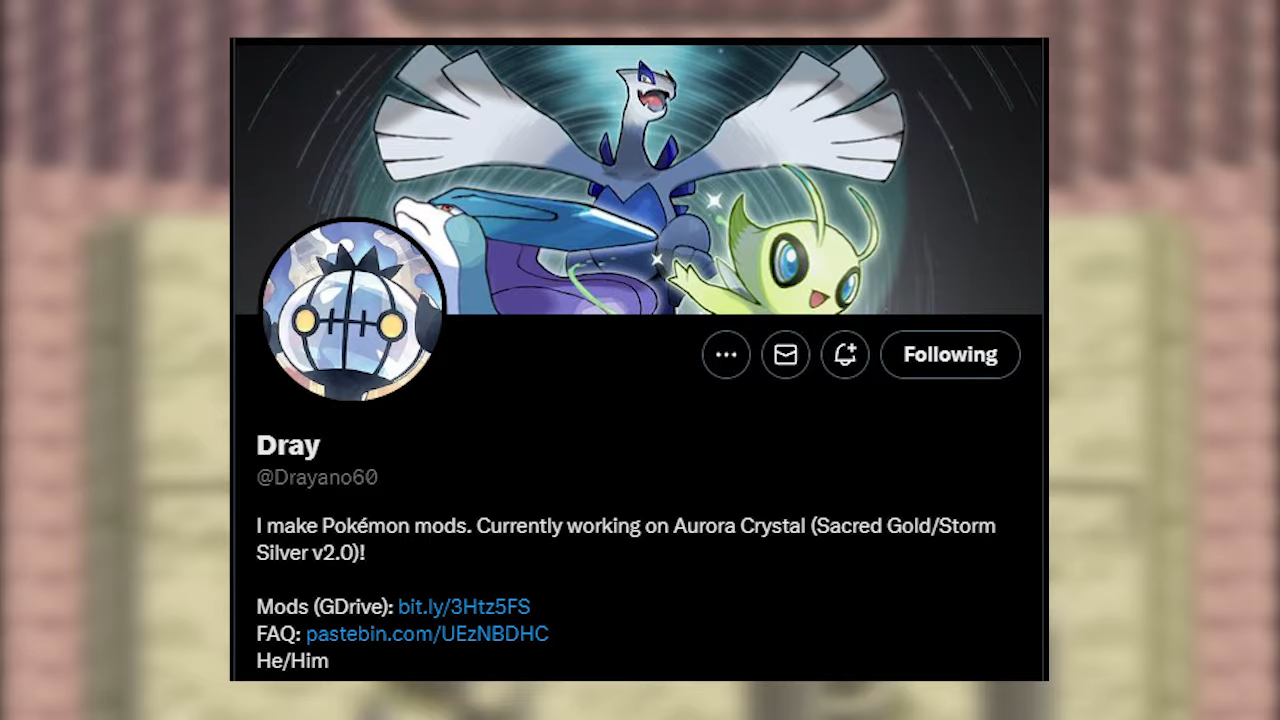 Following
Dray
@Drayano60
I make Pokémon mods. Currently working on Aurora Crystal (Sacred Gold/Storm
Silver v2.0)!
Mods (GDrive): bit.ly/3Htz5FS
FAQ: pastebin.com/UEzNBDHC
He/Him